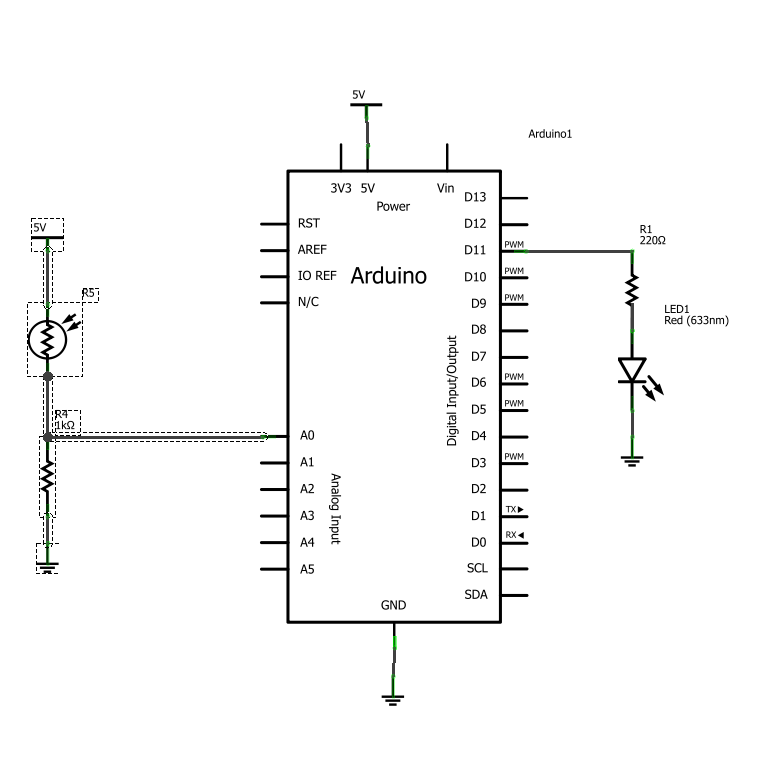 5V
Arduino1
3V3 5V Vin
Power
D13
RST
D12
AREF
D11 PWM
IO REF
D10 PWM
N/C
D9 PWM
Arduino
D8
D7
D6 PWM
D5 PWM
D4
D3 PWM
D2
D1 TX
D0 RX
SCL
SDA
Digital Input/Output
A0
A1
A2
A3
A4
A5
Analog Input
GND
5V
R5
R4
1kΩ
R1
220Ω
LED1
Red (633nm)